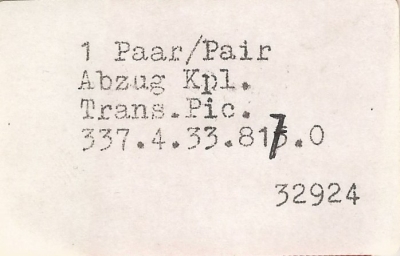 1 Paar/Pair
Abzug Kpl.
Trans.Pic.
337.4.33.817.0
32924